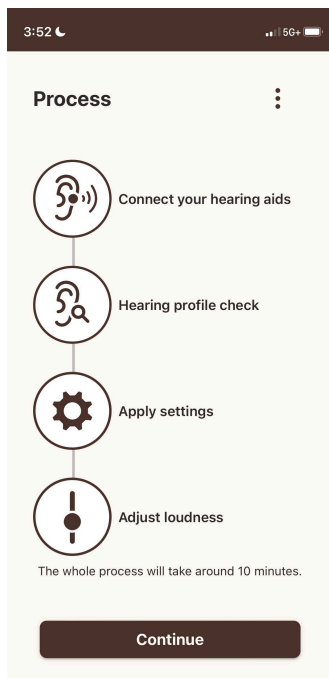 3:52
5G+
Process
Connect your hearing aids
Hearing profile check
Apply settings
Adjust loudness
The whole process will take around 10 minutes.
Continue